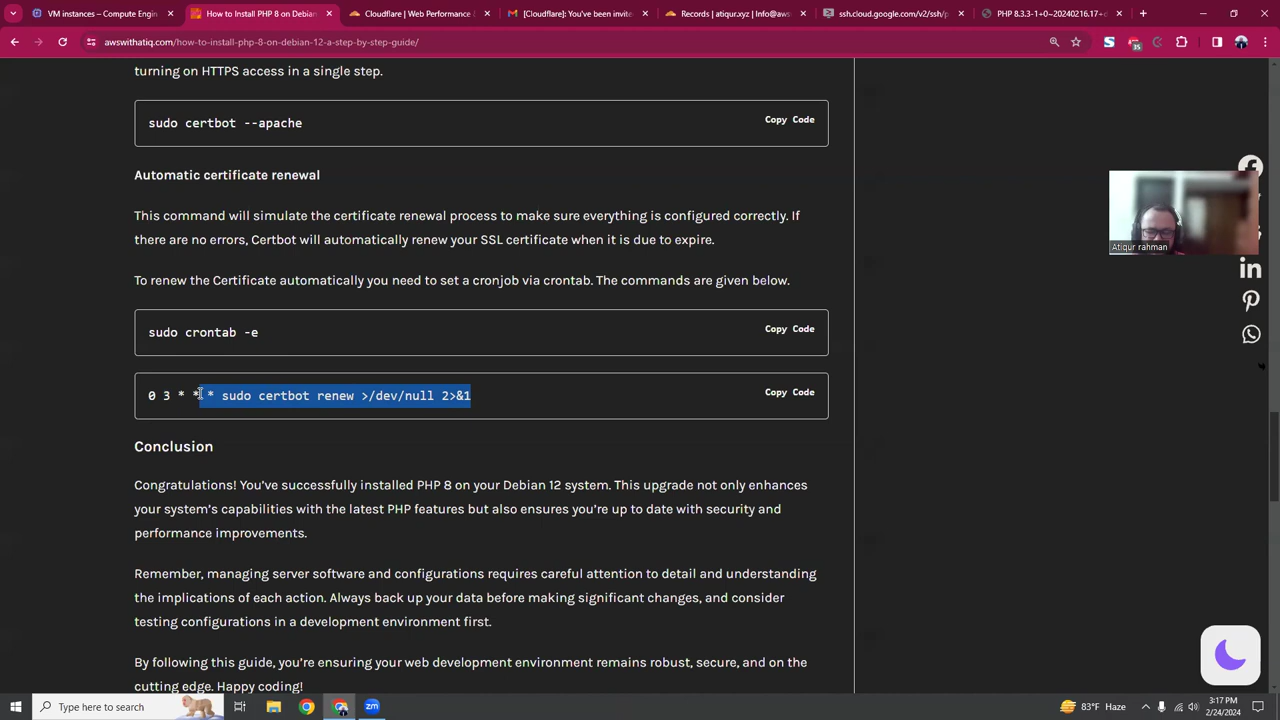 VM instances – Compute Engin
How to Install PHP 8 on Debian
Cloudflare | Web Performance &
[Cloudflare]: You've been invite
Records | atiqur.xyz | Info@aws
ssh.cloud.google.com/v2/ssh/p
PHP 8.3.3-1+0~20240216.17+d
awswithatiq.com/how-to-install-php-8-on-debian-12-a-step-by-step-guide/
35
turning on HTTPS access in a single step.
sudo certbot --apache
Copy Code
Automatic certificate renewal
This command will simulate the certificate renewal process to make sure everything is configured correctly. If
there are no errors, Certbot will automatically renew your SSL certificate when it is due to expire.
Atiqur rahman
To renew the Certificate automatically you need to set a cronjob via crontab. The commands are given below.
sudo crontab -e
Copy Code
0 3 * * * sudo certbot renew >/dev/null 2>&1
Copy Code
Conclusion
Congratulations! You've successfully installed PHP 8 on your Debian 12 system. This upgrade not only enhances
your system's capabilities with the latest PHP features but also ensures you're up to date with security and
performance improvements.
Remember, managing server software and configurations requires careful attention to detail and understanding
the implications of each action. Always back up your data before making significant changes, and consider
testing configurations in a development environment first.
By following this guide, you're ensuring your web development environment remains robust, secure, and on the
cutting edge. Happy coding!
Type here to search
zm
83°F Haze
3:17 PM
2/24/2024